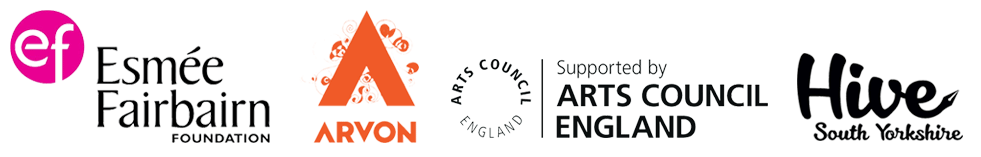 ef
Esmée
Fairbairn
FOUNDATION
ARVON
ARTS COUNCIL
ENGLAND
Supported by
ARTS COUNCIL
ENGLAND
Hive
South Yorkshire